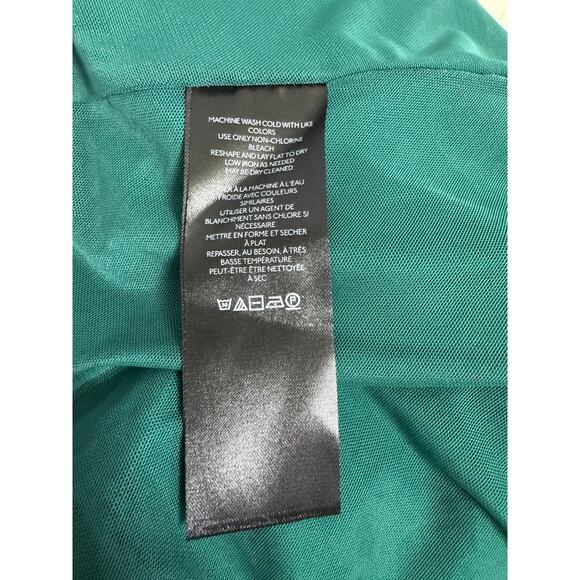 MACHINE WASH COLD WITH LIKE
COLORS
USE ONLY NON-CHLORINE
BLEACH
RESHAPE AND LAY FLAT TO DRY
LOW IRON AS NEEDED
MAY BE DRY CLEANED
À LA MACHINE À L'EAU
FROIDE AVEC COULEURS
SIMILAIRES
UTILISER UN AGENT DE
BLANCHIMENT SANS CHLORE SI
NÉCESSAIRE
METTRE EN FORME ET SECHER
À PLAT
REPASSER, AU BESOIN, À TRÈS
BASSE TEMPÉRATURE
PEUT-ÊTRE ÊTRE NETTOYÉE
À SEC
30 P